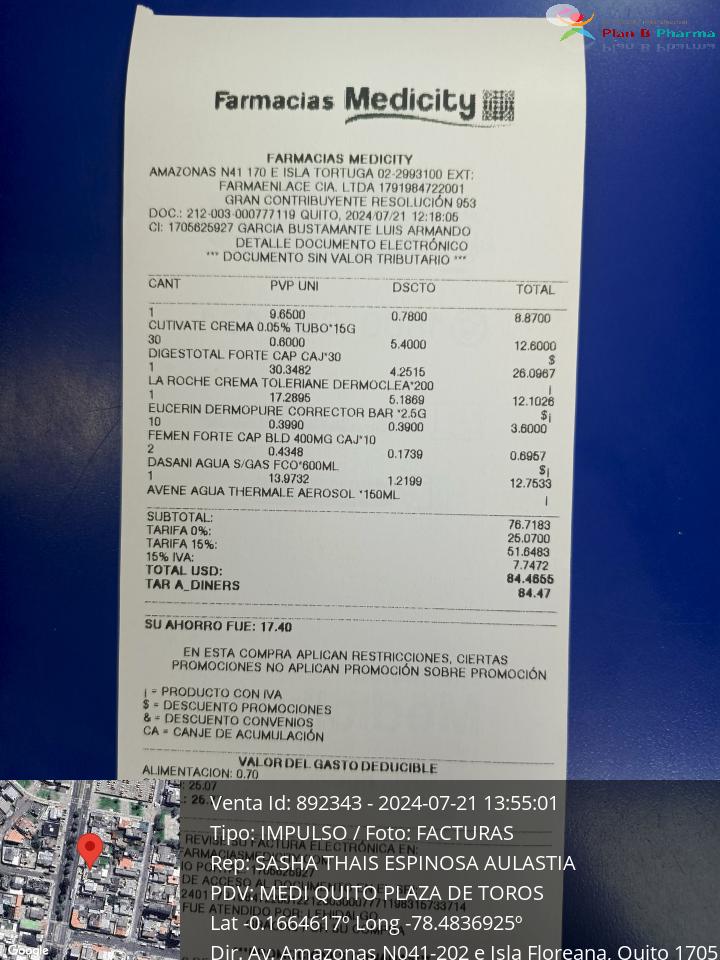 Plan B Pharma
Farmacias Medicity
FARMACIAS MEDICITY
AMAZONAS N41 170 E ISLA TORTUGA 02-2993100 EXT:
FARMAENLACE CIA. LTDA 1791984722001
GRAN CONTRIBUYENTE RESOLUCIÓN 953
DOC.: 212-003-000777119 QUITO, 2024/07/21 12:18:05
CI: 1705625927 GARCIA BUSTAMANTE LUIS ARMANDO
DETALLE DOCUMENTO ELECTRÓNICO
*** DOCUMENTO SIN VALOR TRIBUTARIO ***
CANT PVP UNI DSCTO TOTAL
1 9.6500 0.7800 8.8700
CUTIVATE CREMA 0.05% TUBO*15G
30 0.6000 5.4000 12.6000
DIGESTOTAL FORTE CAP CAJ*30 $
1 30.3482 4.2515 26.0967
LA ROCHE CREMA TOLERIANE DERMOCLEA*200 ¡
1 17.2895 5.1869 12.1026
EUCERIN DERMOPURE CORRECTOR BAR *2.5G $¡
10 0.3990 0.3900 3.6000
FEMEN FORTE CAP BLD 400MG CAJ*10
2 0.4348 0.1739 0.6957
DASANI AGUA S/GAS FCO*600ML $¡
1 13.9732 1.2199 12.7533
AVENE AGUA THERMALE AEROSOL *150ML ¡
SUBTOTAL: 76.7183
TARIFA 0%: 25.0700
TARIFA 15%: 51.6483
15% IVA: 7.7472
TOTAL USD: 84.4655
TAR A_DINERS 84.47
SU AHORRO FUE: 17.40
EN ESTA COMPRA APLICAN RESTRICCIONES, CIERTAS
PROMOCIONES NO APLICAN PROMOCIÓN SOBRE PROMOCIÓN
¡ = PRODUCTO CON IVA
$ = DESCUENTO PROMOCIONES
& = DESCUENTO CONVENIOS
CA = CANJE DE ACUMULACIÓN
VALOR DEL GASTO DEDUCIBLE
ALIMENTACION: 0.70
: 25.07
Venta Id: 892343 - 2024-07-21 13:55:01
Tipo: IMPULSO / Foto: FACTURAS
REVISE SU FACTURA ELECTRÓNICA EN:
Rep: SASHA THAIS ESPINOSA AULASTIA
PDV: MEDI QUITO PLAZA DE TOROS
Lat -0.1664617º Long -78.4836925º
Dir. Av. Amazonas N041-202 e Isla Floreana, Quito 1705
Google